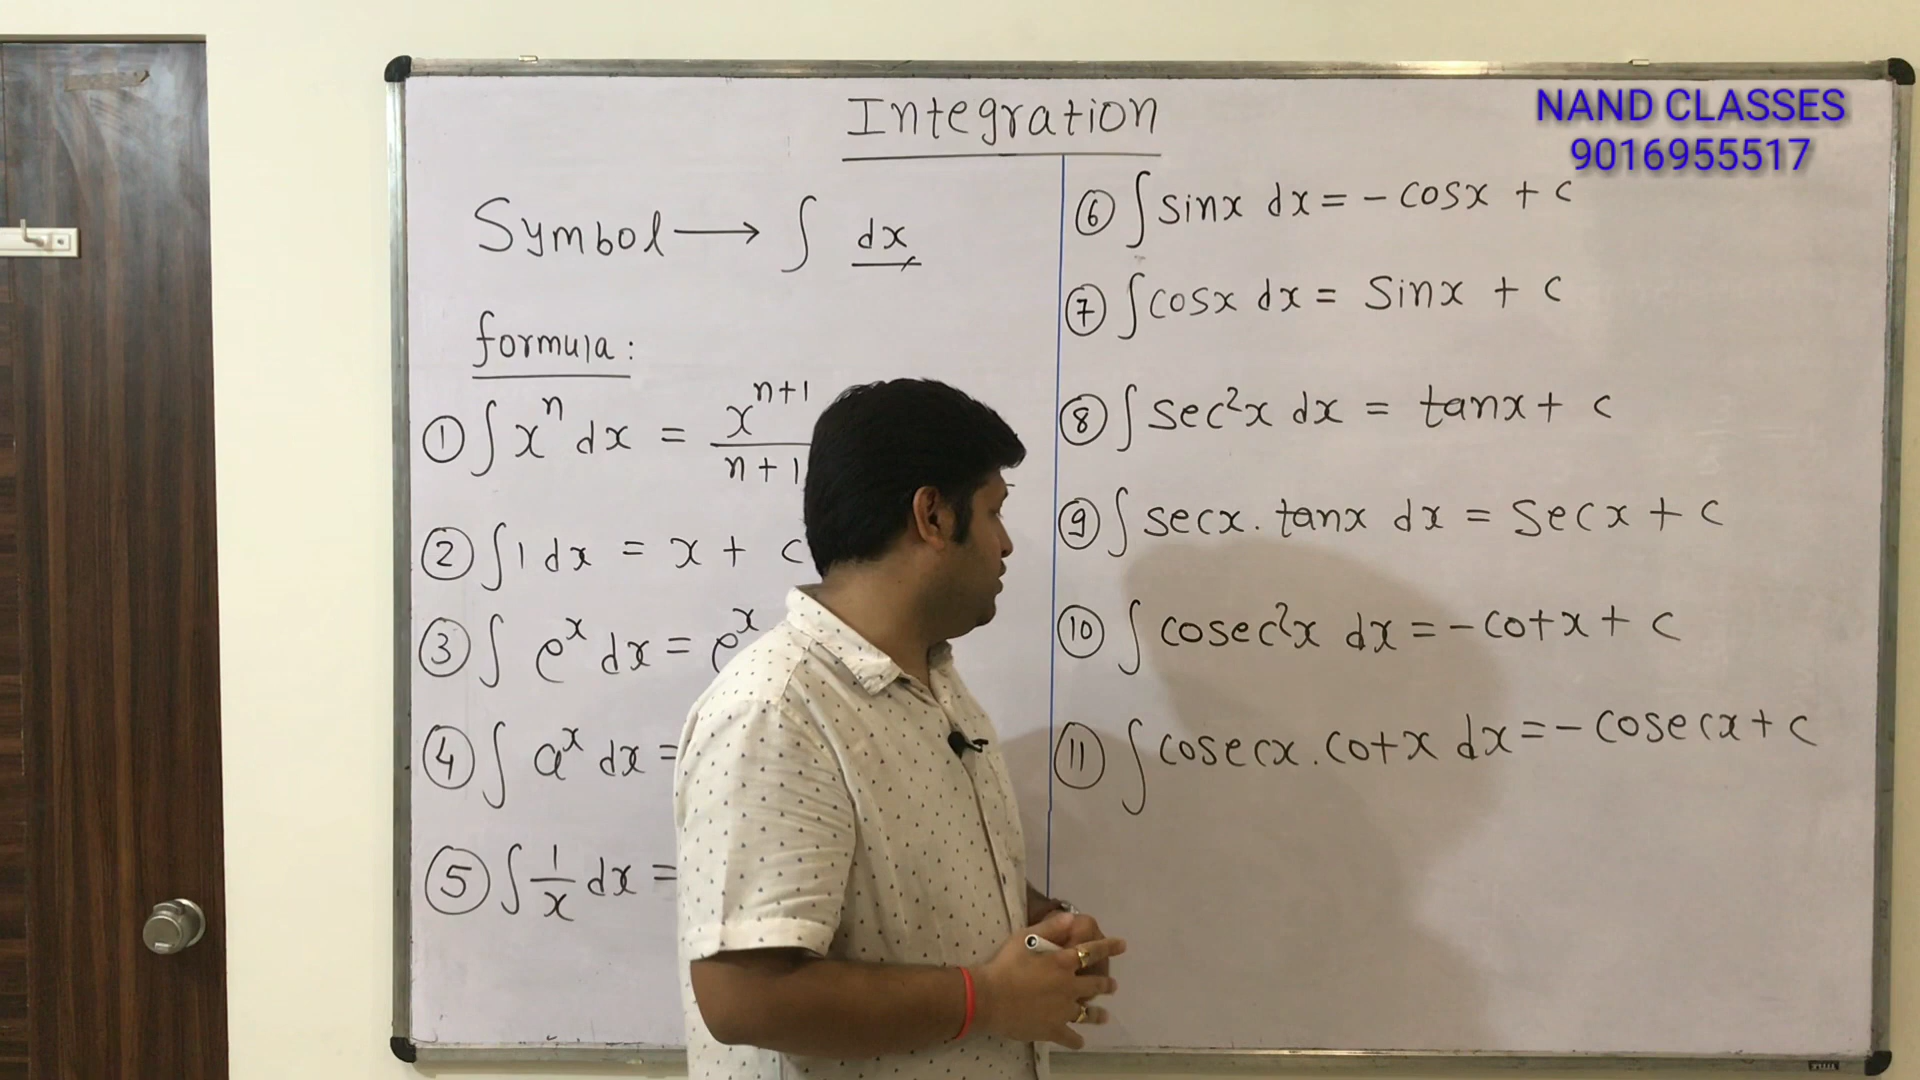 Integration
NAND CLASSES
9016955517
Symbol → ∫ dx
formula:
① ∫ xⁿ dx = xⁿ⁺¹ / n+1
② ∫ 1 dx = x + c
③ ∫ eˣ dx = eˣ
④ ∫ aˣ dx =
⑤ ∫ 1/x dx =
⑥ ∫ sinx dx = - cosx + c
⑦ ∫ cosx dx = Sinx + c
⑧ ∫ sec²x dx = tanx + c
⑨ ∫ secx . tanx dx = secx + c
⑩ ∫ cosec²x dx = - cotx + c
⑪ ∫ cosecx . cotx dx = - cosecx + c